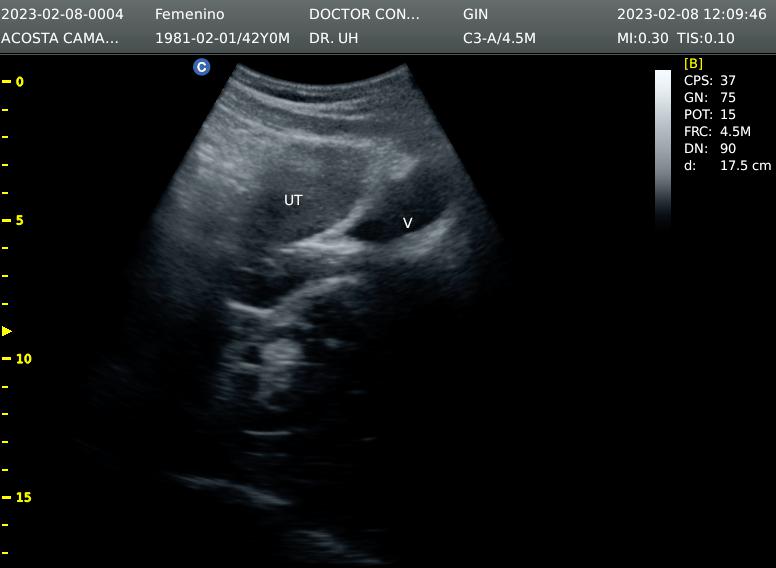 2023-02-08-0004 Femenino DOCTOR CON... GIN 2023-02-08 12:09:46
ACOSTA CAMA... 1981-02-01/42Y0M DR. UH C3-A/4.5M MI:0.30 TIS:0.10
C
[B]
CPS: 37
GN: 75
POT: 15
FRC: 4.5M
DN: 90
d: 17.5 cm
0
UT
V
5
10
15